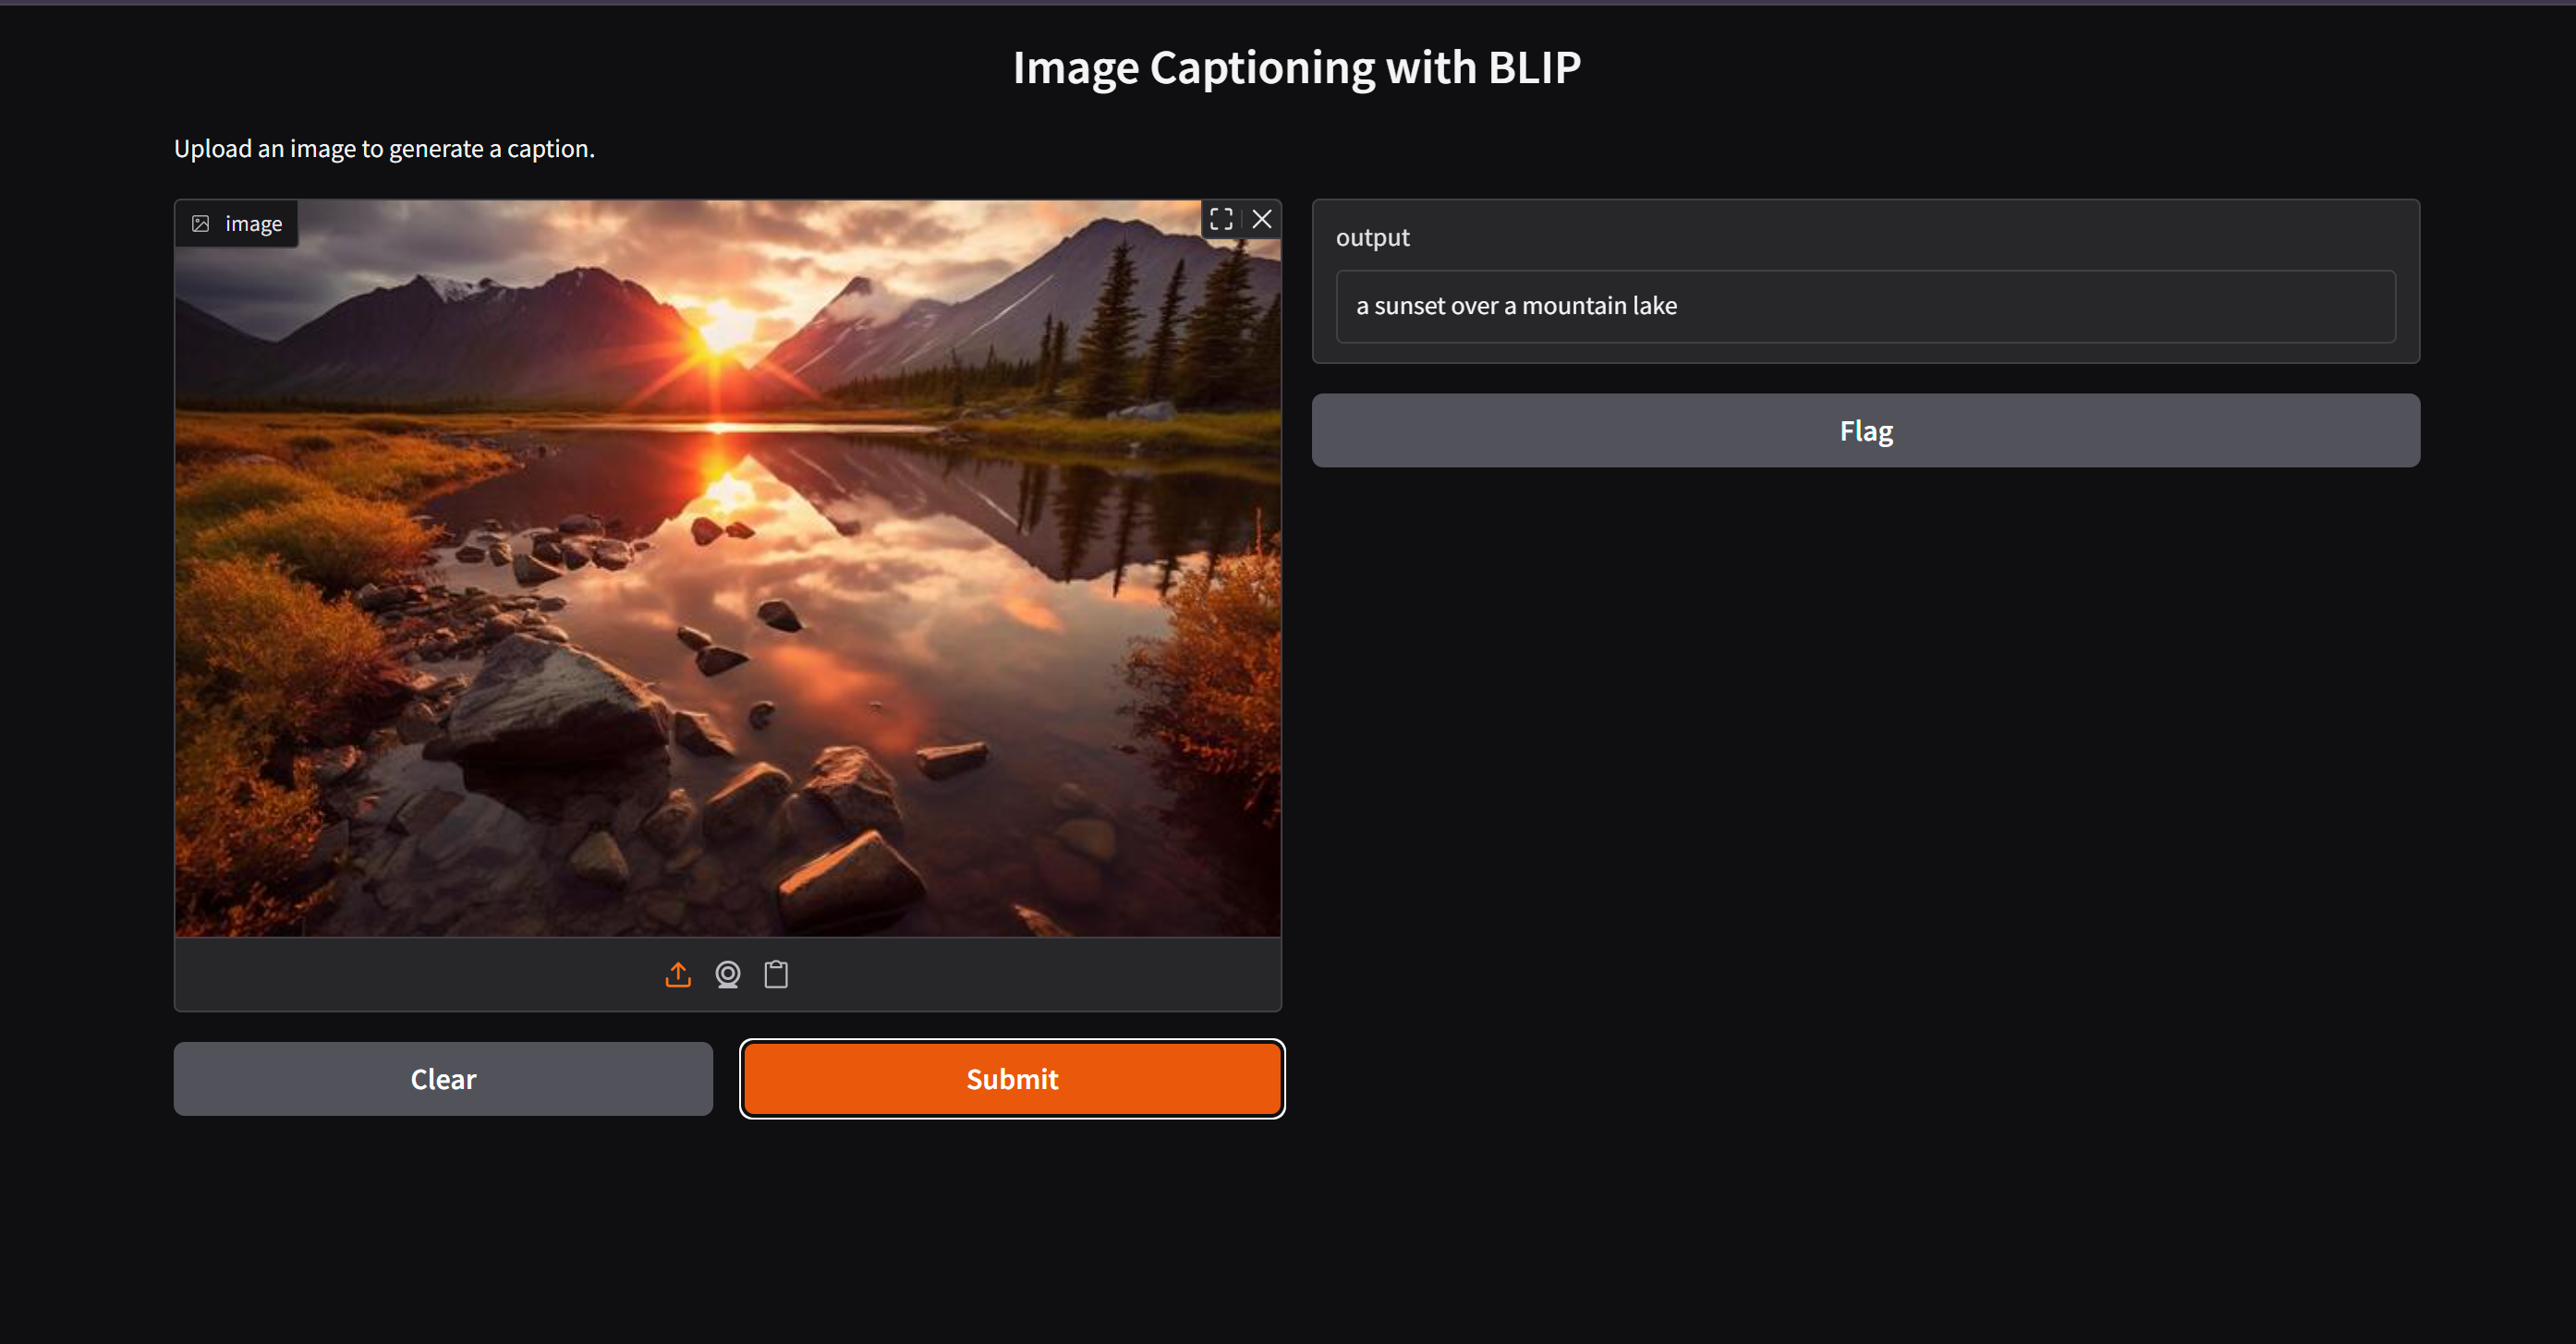 Image Captioning with BLIP
Upload an image to generate a caption.
image
output
a sunset over a mountain lake
Flag
Clear
Submit